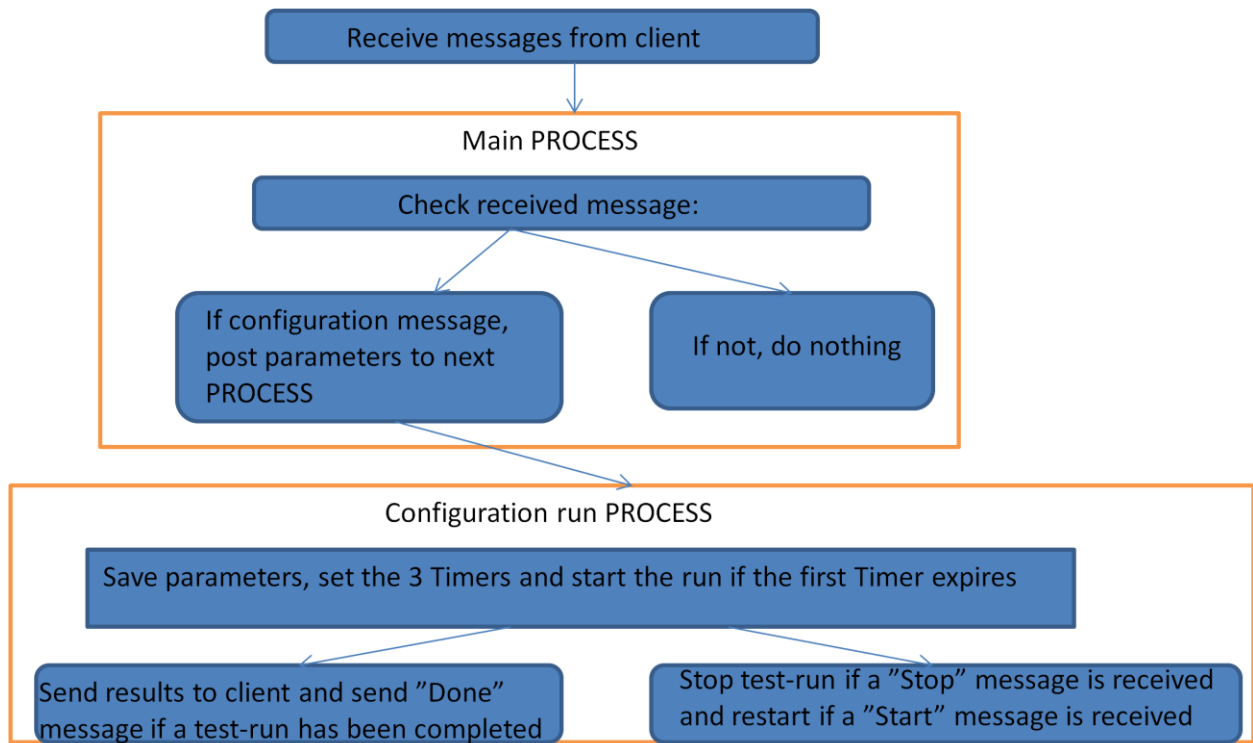 Receive messages from client
Main PROCESS
Check received message:
If configuration message,
post parameters to next
PROCESS
If not, do nothing
Configuration run PROCESS
Save parameters, set the 3 Timers and start the run if the first Timer expires
Send results to client and send ”Done”
message if a test-run has been completed
Stop test-run if a ”Stop” message is received
and restart if a ”Start” message is received